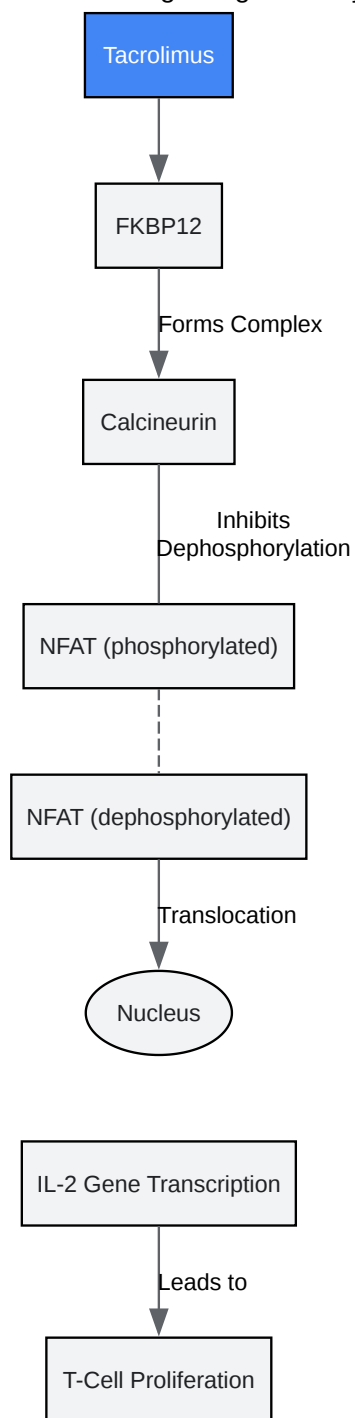 Tacrolimus
FKBP12
Forms Complex
Calcineurin
Inhibits
Dephosphorylation
NFAT (phosphorylated)
NFAT (dephosphorylated)
Translocation
Nucleus
IL-2 Gene Transcription
Leads to
T-Cell Proliferation